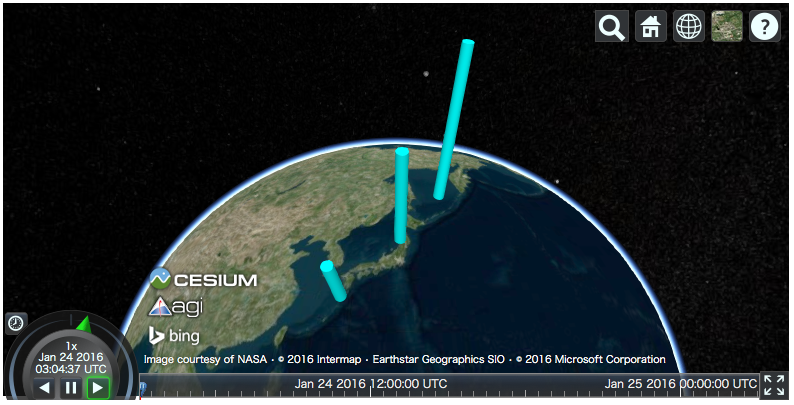 ?
CESIUM
agi
bing
Image courtesy of NASA · © 2016 Intermap · Earthstar Geographics SIO · © 2016 Microsoft Corporation
1x
Jan 24 2016
03:04:37 UTC
Jan 24 2016 12:00:00 UTC
Jan 25 2016 00:00:00 UTC